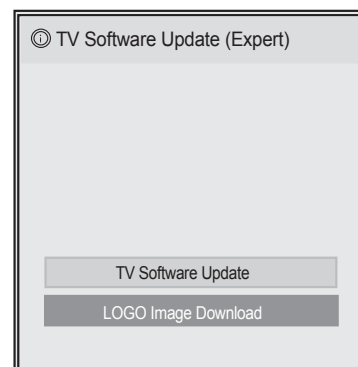 TV Software Update (Expert)
TV Software Update
LOGO Image Download